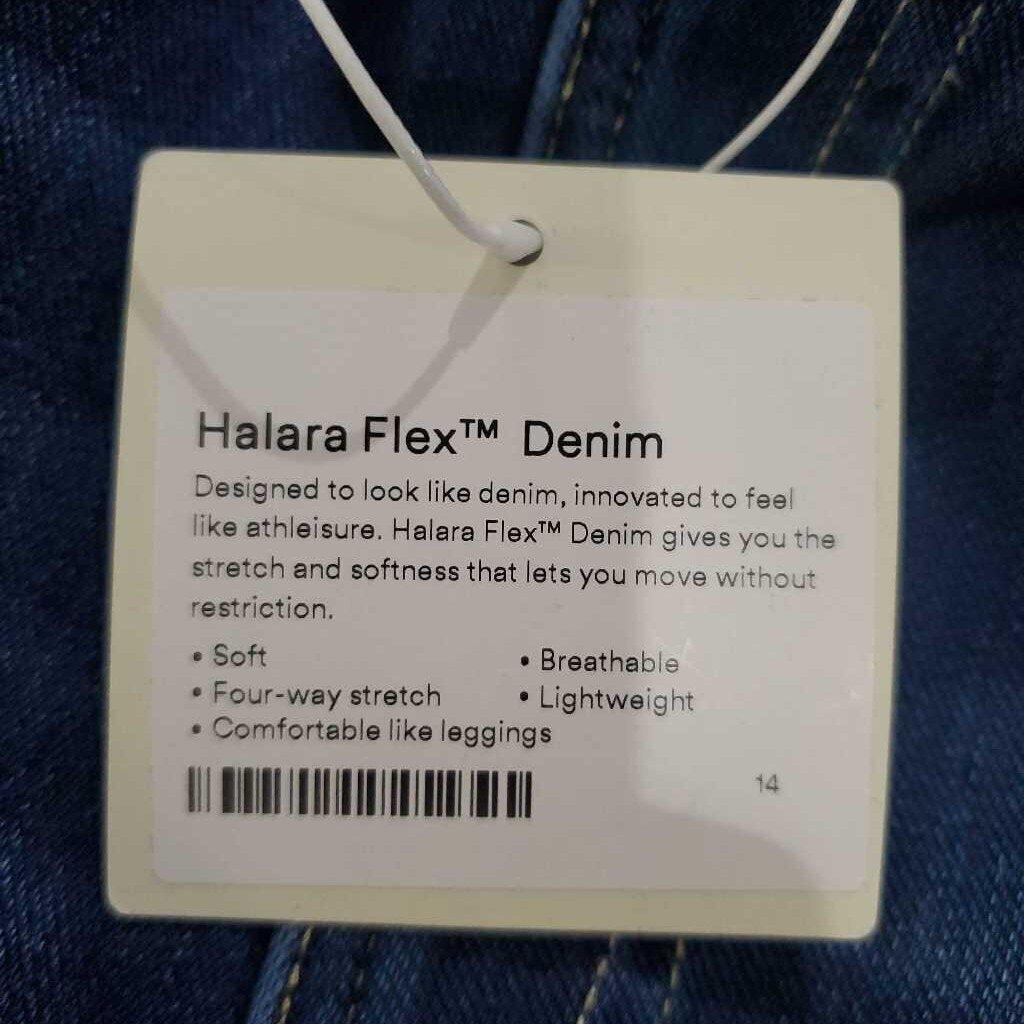 Halara Flex™ Denim
Designed to look like denim, innovated to feel
like athleisure. Halara Flex™ Denim gives you the
stretch and softness that lets you move without
restriction.
• Soft
• Breathable
• Four-way stretch
• Lightweight
• Comfortable like leggings
14